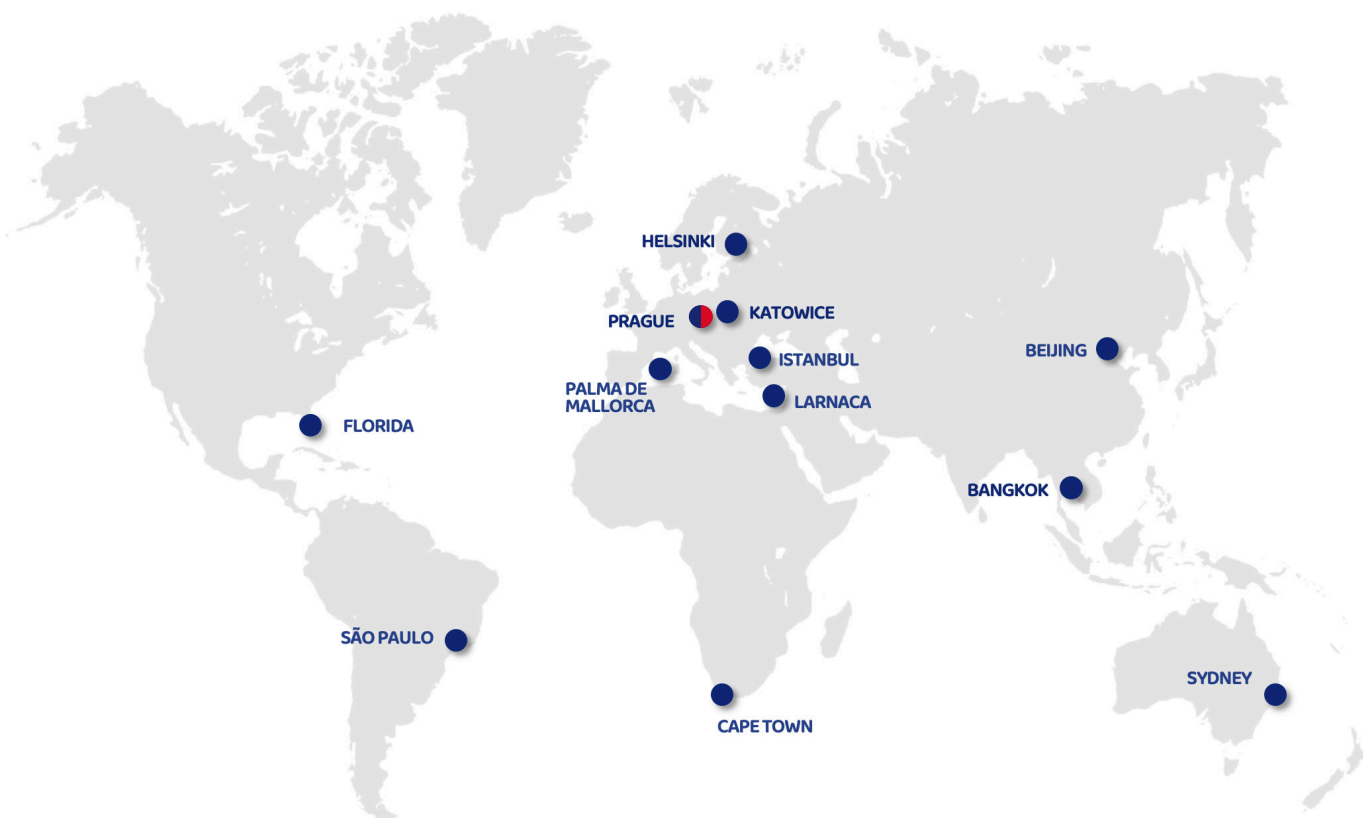 HELSINKI
PRAGUE
KATOWICE
ISTANBUL
BEIJING
PALMA DE
MALLORCA
LARNACA
FLORIDA
BANGKOK
SÃO PAULO
SYDNEY
CAPE TOWN